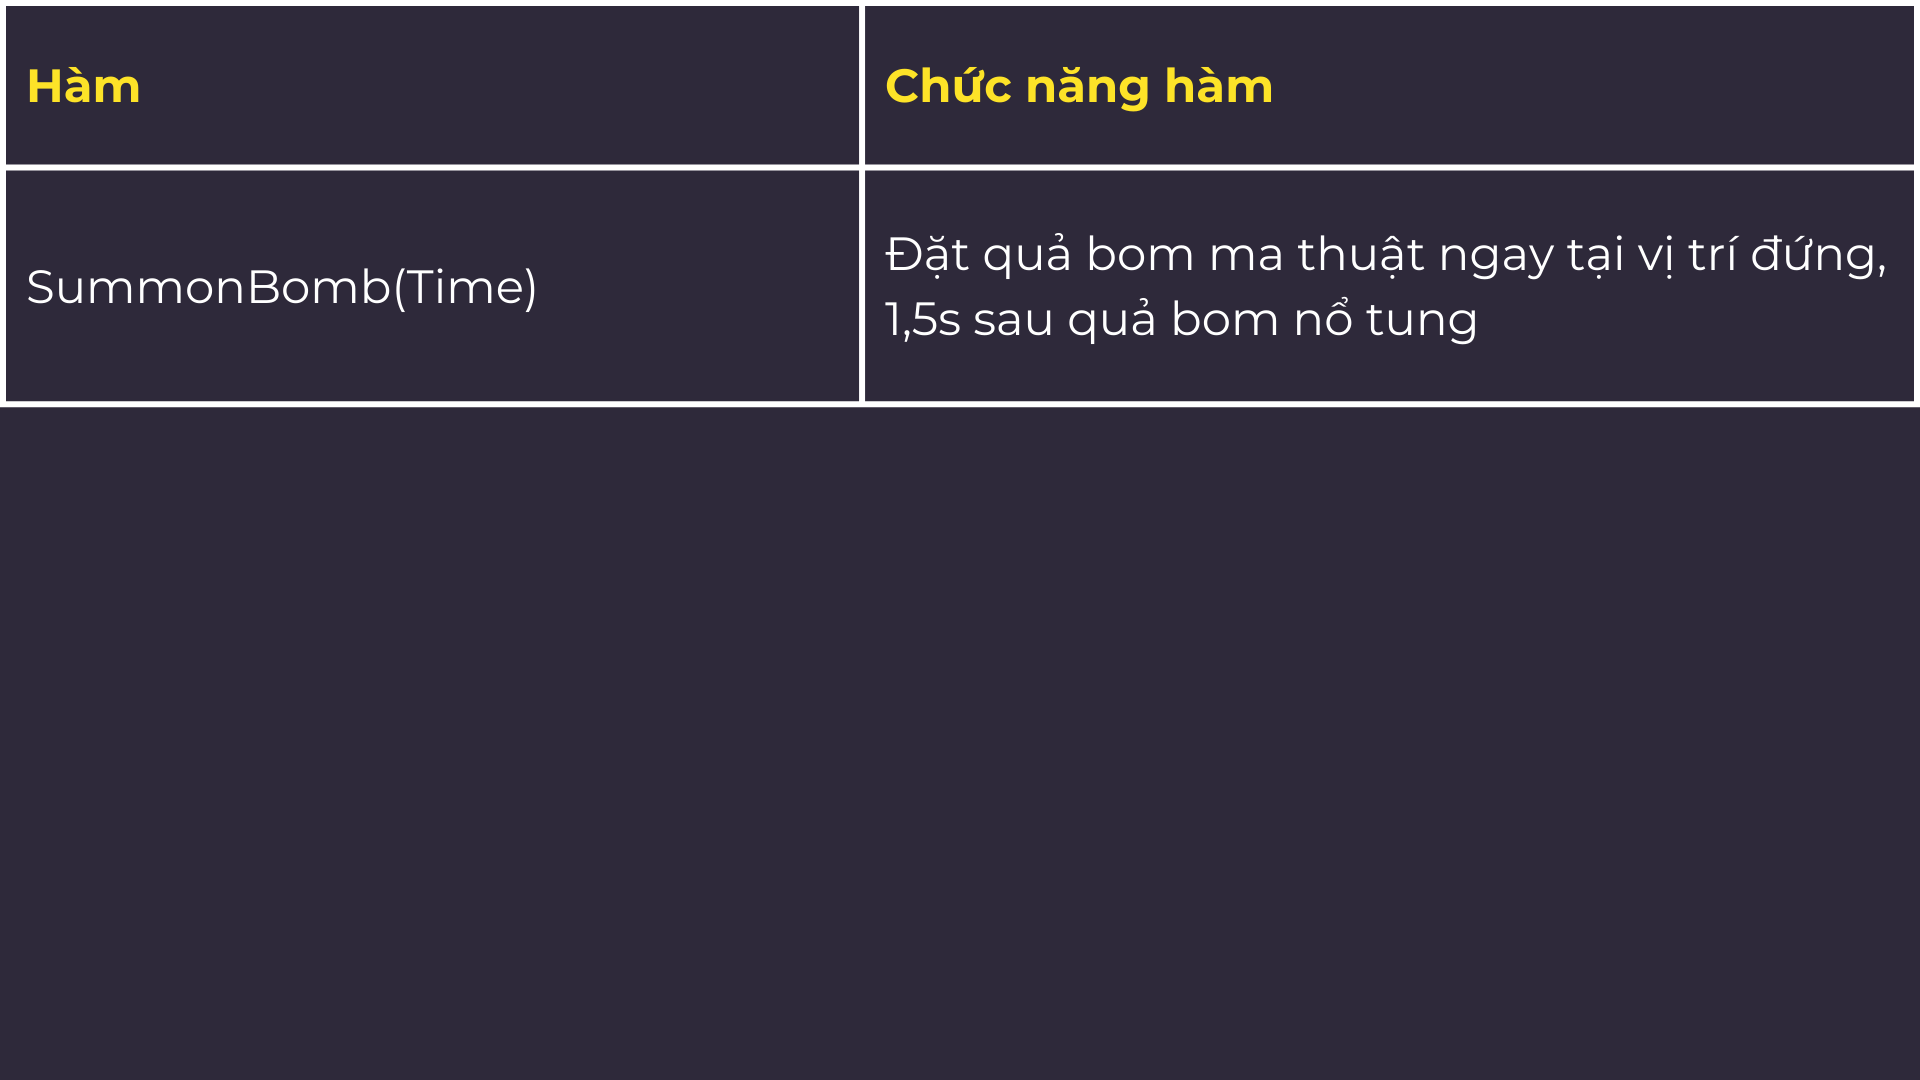 Hàm
Chức năng hàm
SummonBomb(Time)
Đặt quả bom ma thuật ngay tại vị trí đứng,
1,5s sau quả bom nổ tung